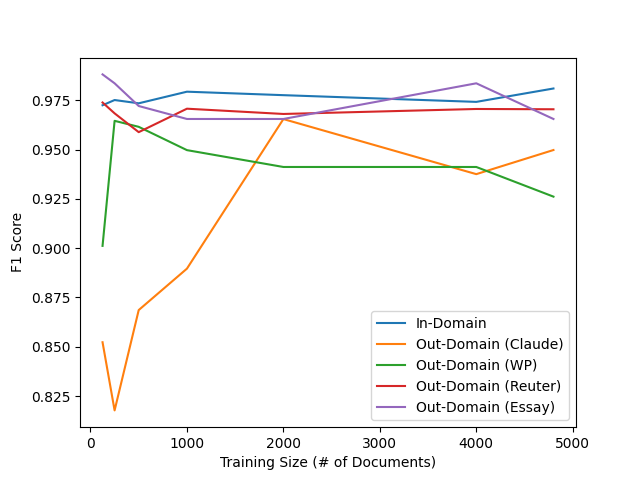 0.975
0.950
0.925
0.900
0.875
0.850
0.825
F1 Score
In-Domain
Out-Domain (Claude)
Out-Domain (WP)
Out-Domain (Reuter)
Out-Domain (Essay)
0 1000 2000 3000 4000 5000
Training Size (# of Documents)